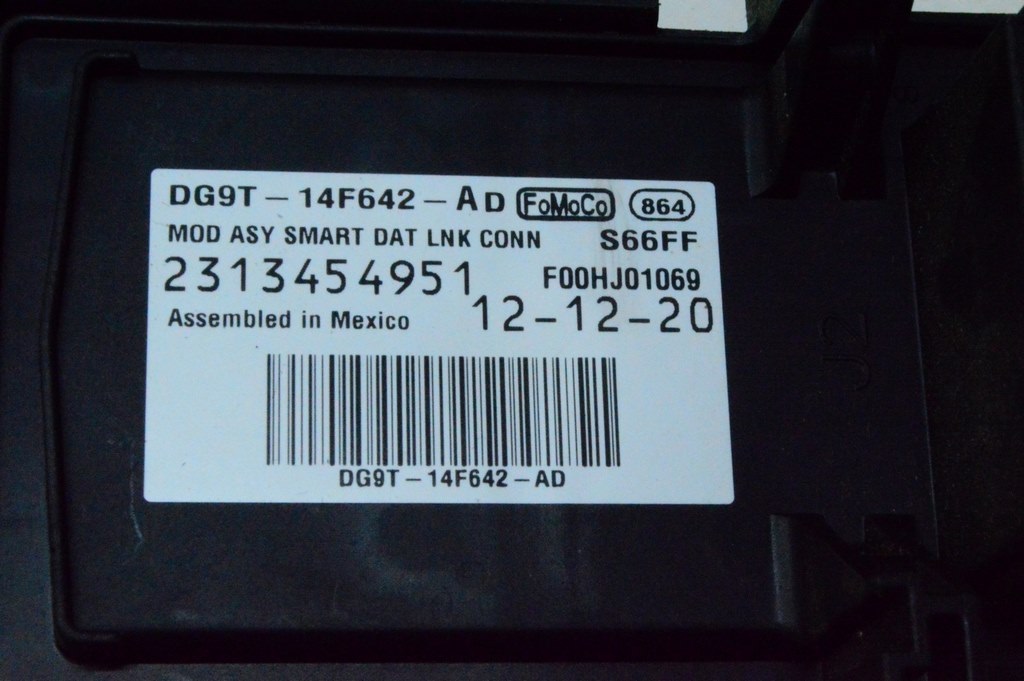 DG9T-14F642-AD FoMoCo 864
MOD ASY SMART DAT LNK CONN S66FF
2313454951 F00HJ01069
Assembled in Mexico 12-12-20
DG9T-14F642-AD